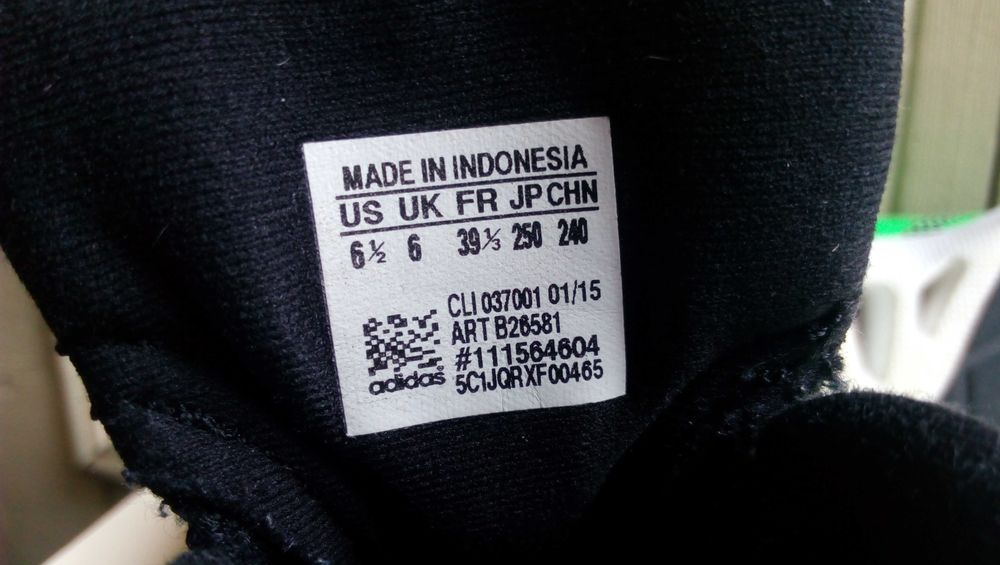 MADE IN INDONESIA
US UK FR JP CHN
6½ 6 39⅓ 250 240
CLI 037001 01/15
ART B26581
#111564604
5C1JQRXF00465
adidas